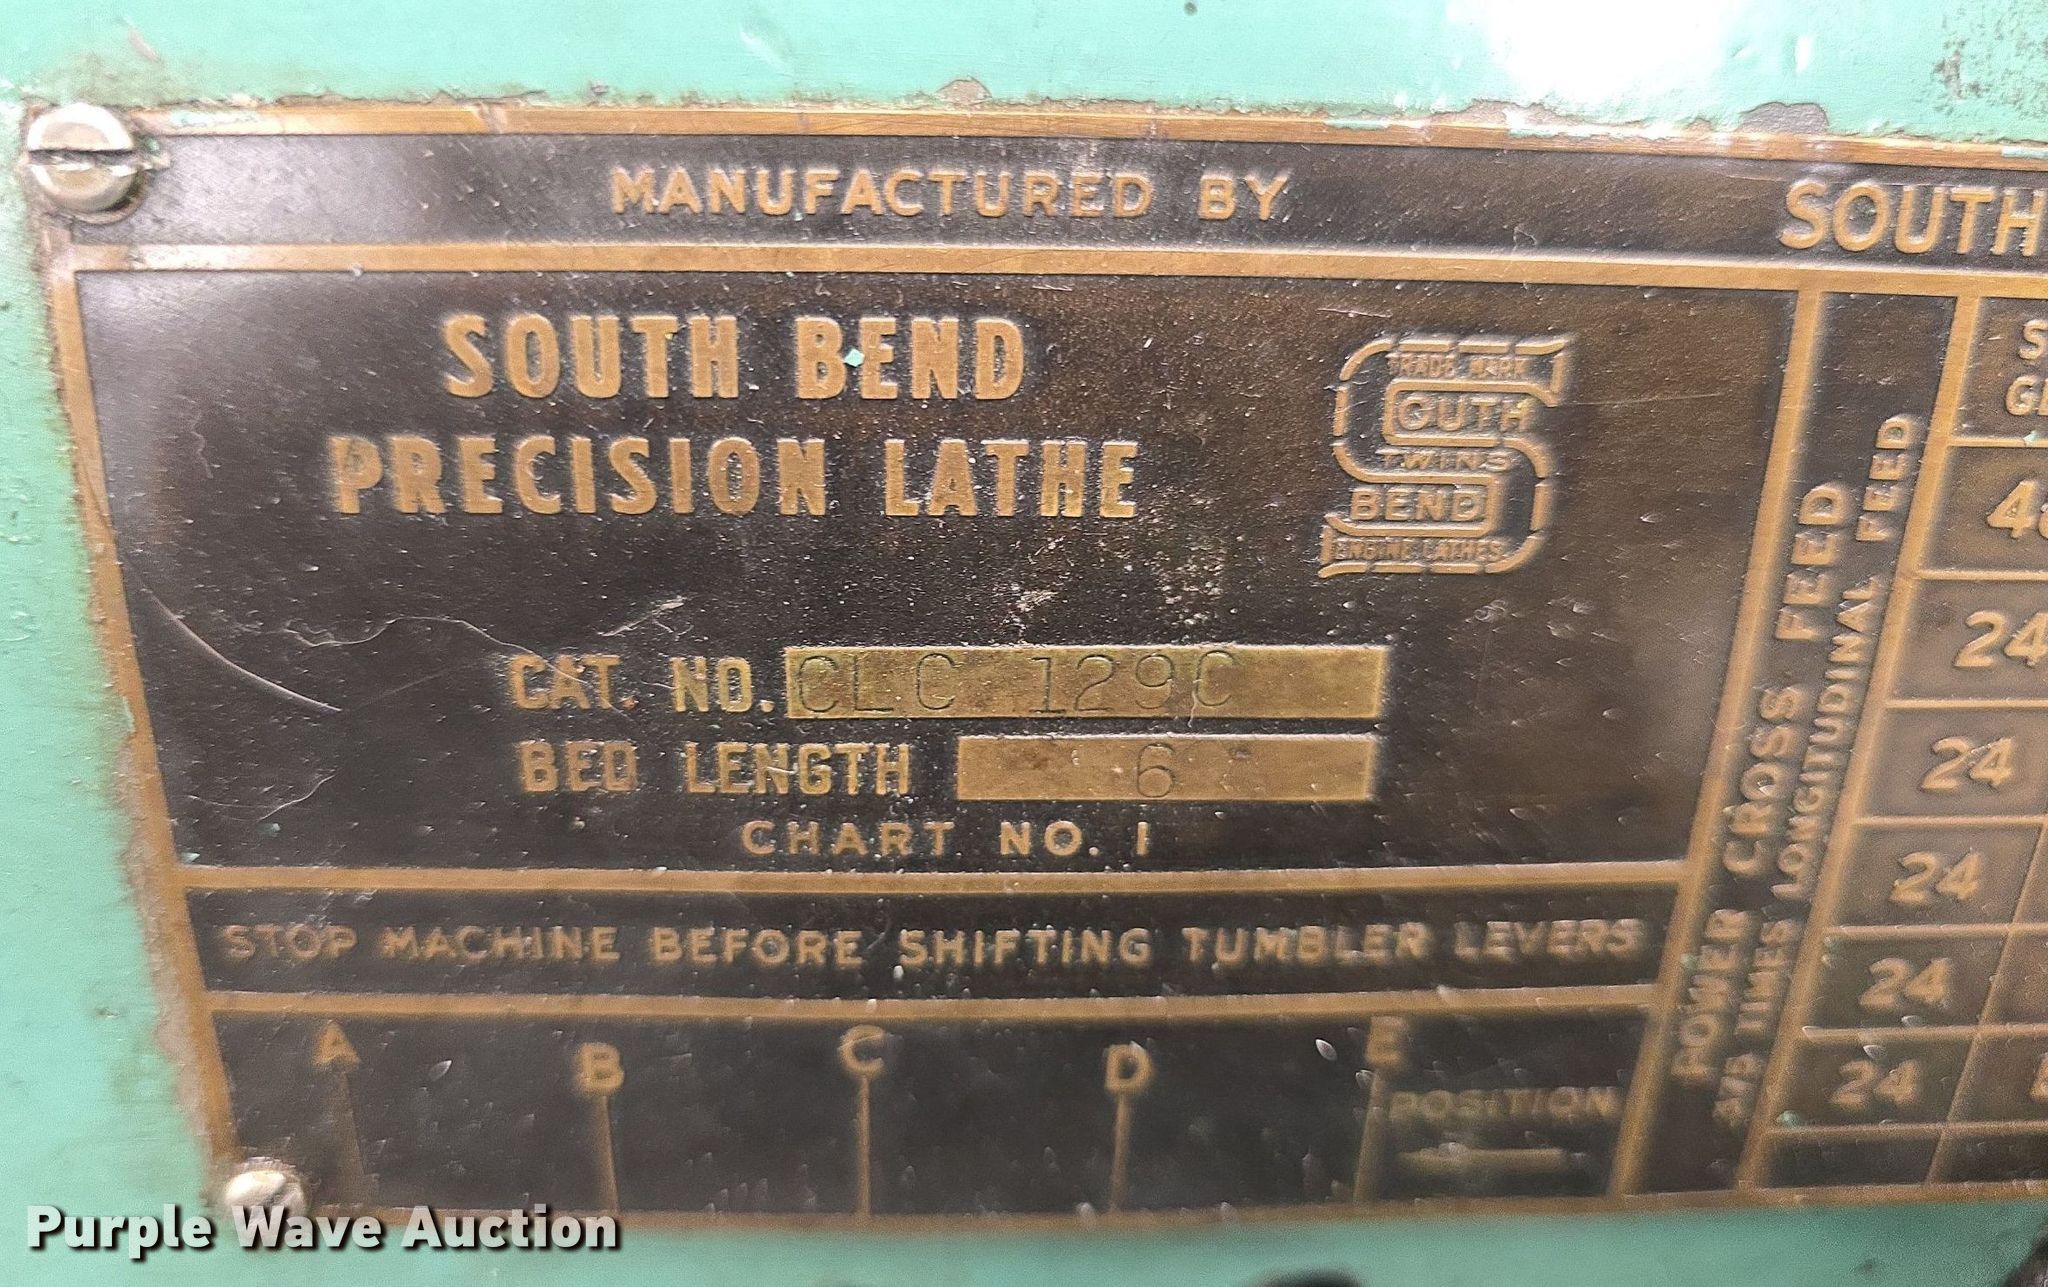 MANUFACTURED BY SOUTH
SOUTH BEND
PRECISION LATHE
TRADE MARK
SOUTH
TWINS
BEND
ENGINE LATHES
CAT. NO. CLC 129C
BED LENGTH 6
CHART NO. 1
STOP MACHINE BEFORE SHIFTING TUMBLER LEVERS
A B C D E
POSITION
POWER CROSS FEED
LONGITUDINAL FEED
24
24
24
24
24
Purple Wave Auction